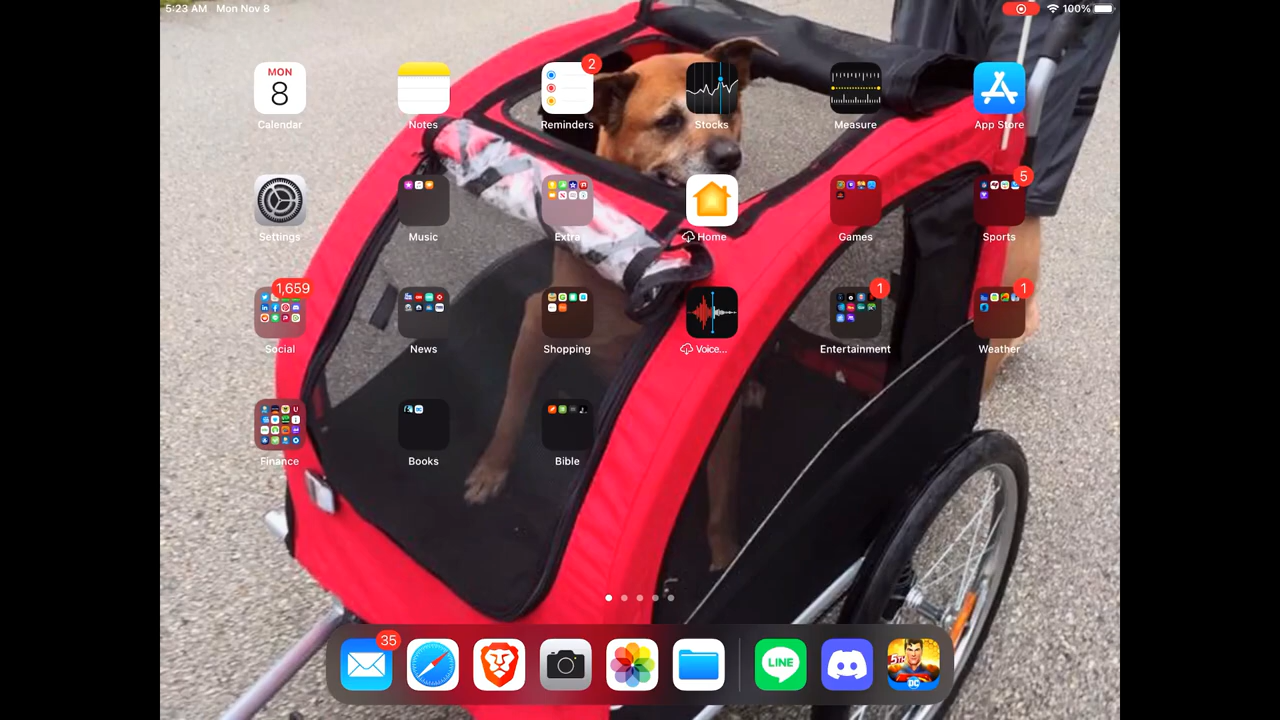 5:23 AM Mon Nov 8
100%
2
MON
8
Calendar
Notes
Reminders
Stocks
Measure
App Store
5
Settings
Music
Extra
Home
Games
Sports
1,659
1
1
Social
News
Shopping
Voice...
Entertainment
Weather
Finance
Books
Bible
35
LINE
5TH
DC